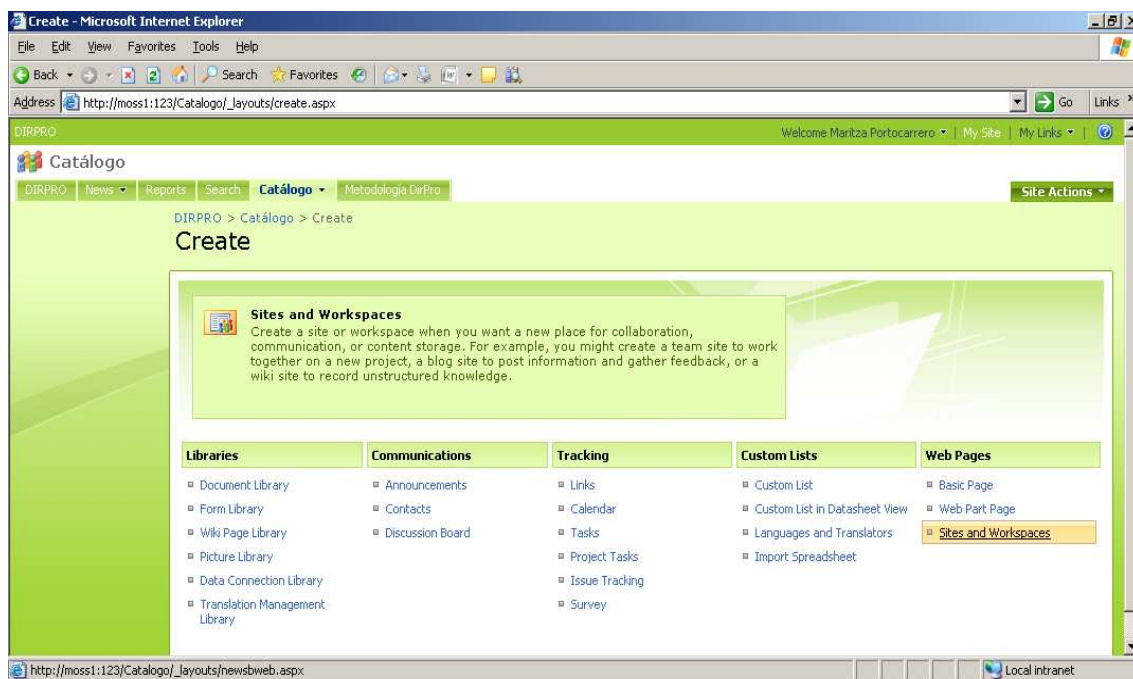 Create - Microsoft Internet Explorer
File Edit View Favorites Tools Help
Back Search Favorites
Address http://moss1:123/Catalogo/_layouts/create.aspx Go Links »
DIRPRO Welcome Maritza Portocarrero | My Site | My Links |
Catálogo
DIRPRO News Reports Search Catálogo Metodología DirPro Site Actions
DIRPRO > Catálogo > Create
Create
Sites and Workspaces
Create a site or workspace when you want a new place for collaboration,
communication, or content storage. For example, you might create a team site to work
together on a new project, a blog site to post information and gather feedback, or a
wiki site to record unstructured knowledge.
Libraries Communications Tracking Custom Lists Web Pages
Document Library Announcements Links Custom List Basic Page
Form Library Contacts Calendar Custom List in Datasheet View Web Part Page
Wiki Page Library Discussion Board Tasks Languages and Translators Sites and Workspaces
Picture Library Project Tasks Import Spreadsheet
Data Connection Library Issue Tracking
Translation Management Survey
Library
http://moss1:123/Catalogo/_layouts/newsbweb.aspx Local intranet